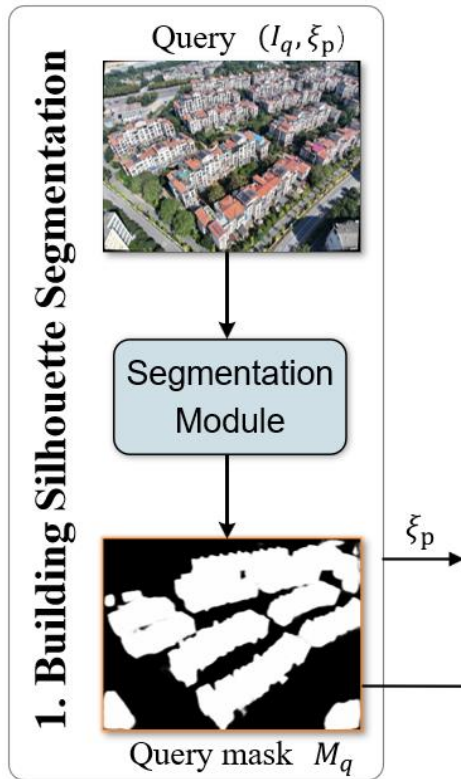 1. Building Silhouette Segmentation
Query (I_q, ξ_p)
Segmentation
Module
ξ_p
Query mask M_q